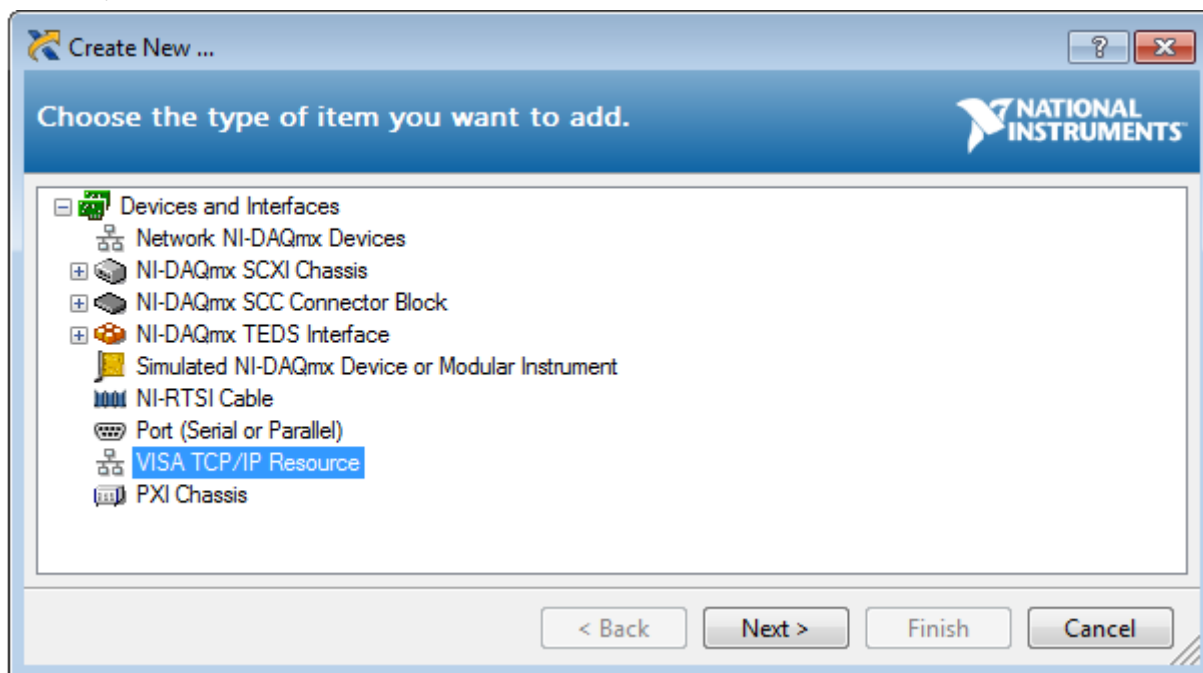 Create New ...
Choose the type of item you want to add.
NATIONAL
INSTRUMENTS
Devices and Interfaces
Network NI-DAQmx Devices
NI-DAQmx SCXI Chassis
NI-DAQmx SCC Connector Block
NI-DAQmx TEDS Interface
Simulated NI-DAQmx Device or Modular Instrument
NI-RTSI Cable
Port (Serial or Parallel)
VISA TCP/IP Resource
PXI Chassis
< Back Next > Finish Cancel